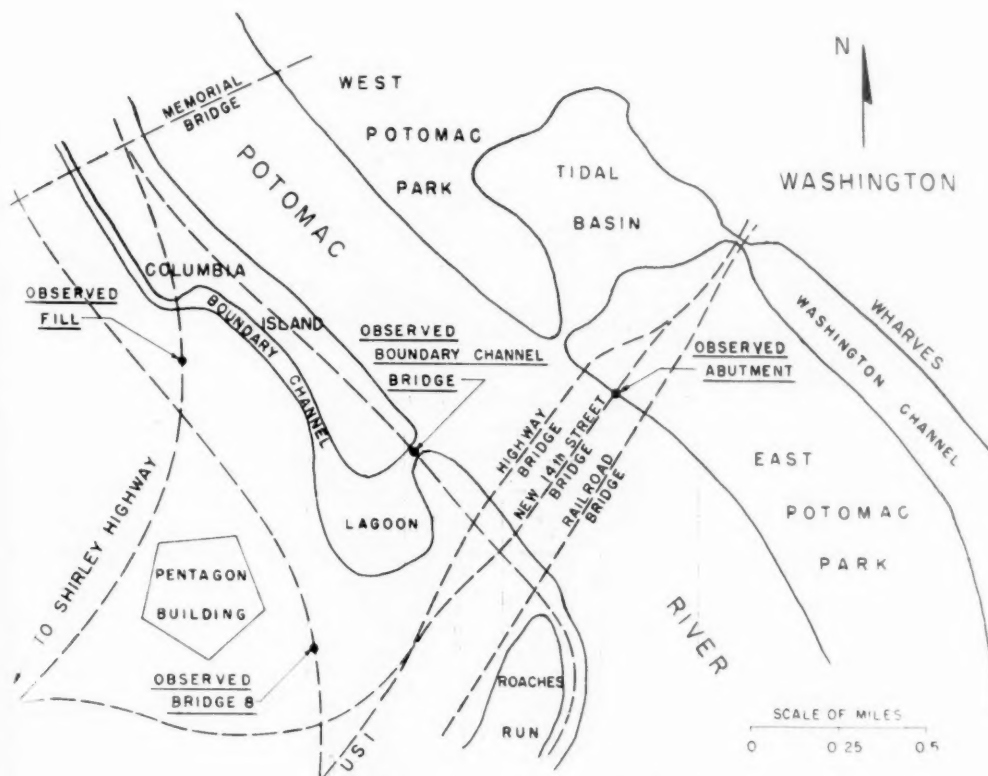 N
WASHINGTON
MEMORIAL
BRIDGE
WEST
POTOMAC
PARK
POTOMAC
TIDAL
BASIN
COLUMBIA
ISLAND
OBSERVED
FILL
BOUNDARY
CHANNEL
OBSERVED
BOUNDARY CHANNEL
BRIDGE
HIGHWAY
BRIDGE
NEW 14th STREET
BRIDGE
RAILROAD
BRIDGE
OBSERVED
ABUTMENT
WHARVES
WASHINGTON CHANNEL
EAST
POTOMAC
PARK
LAGOON
TO SHIRLEY HIGHWAY
PENTAGON
BUILDING
OBSERVED
BRIDGE 8
RIVER
ROACHES
RUN
US 1
SCALE OF MILES
0 0.25 0.5